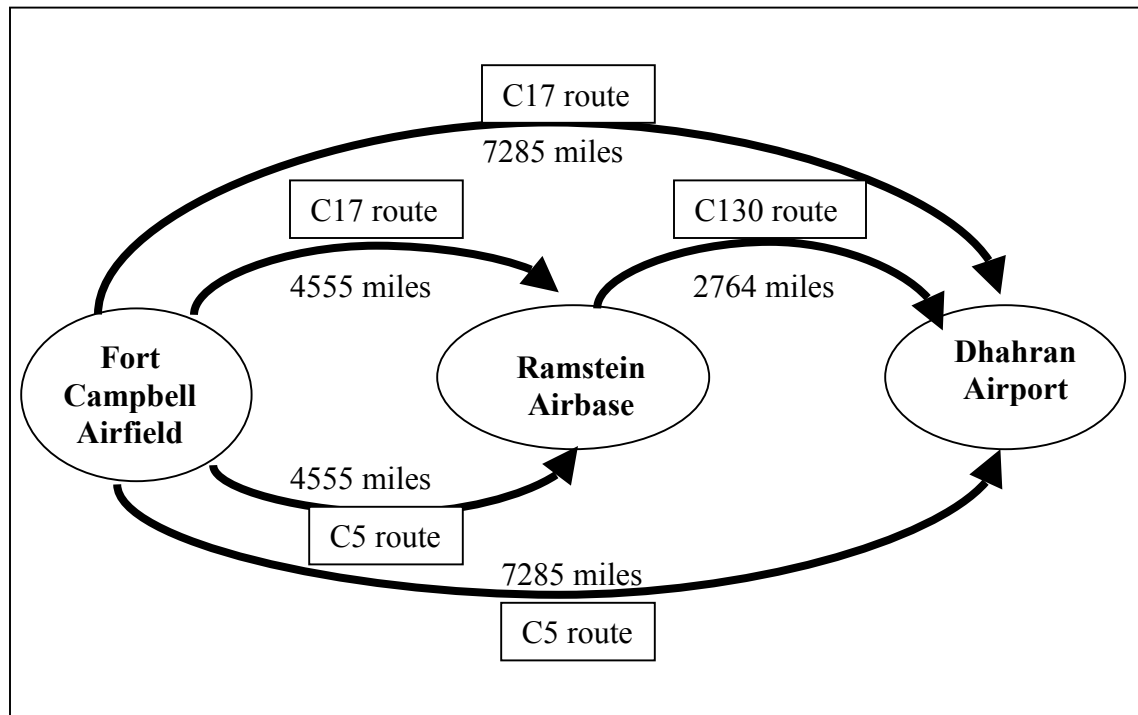 C17 route
7285 miles
C17 route
C130 route
4555 miles
2764 miles
Fort
Campbell
Airfield
Ramstein
Airbase
Dhahran
Airport
4555 miles
C5 route
7285 miles
C5 route